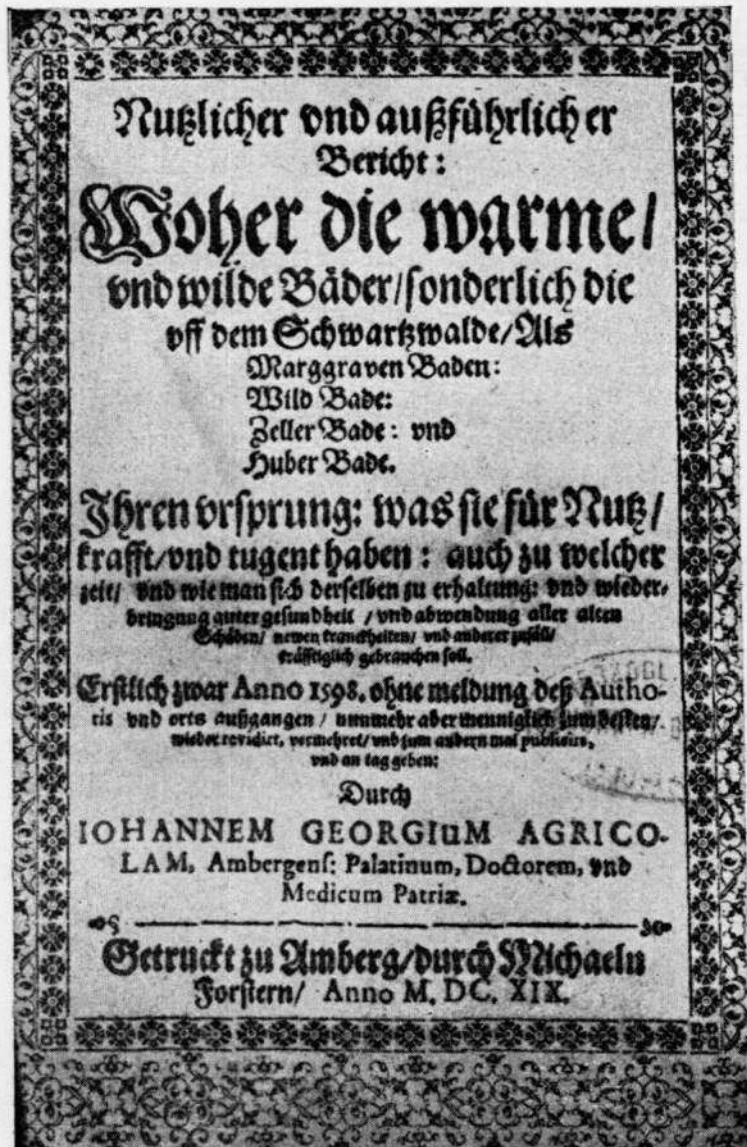 Nutzlicher vnd außführlicher
Bericht:
Woher die warme/
vnd wilde Bäder/sonderlich die
vff dem Schwartzwalde/Als
Marggraven Baden:
Wild Bade:
Zeller Bade: vnd
Huber Bade.
Ihren vrsprung: was sie für Nutz/
krafft/vnd tugent haben: auch zu welcher
zeit/ vnd wie man sich derselben zu erhaltung: vnd wieder-
bringung guter gesundheit / vnd abwendung aller alten
Schäden/ newen kranckheiten/ vnd anderer zufäll/
kräfftiglich gebrauchen soll.
Erstlich zwar Anno 1598. ohne meldung deß Autho-
ris vnd orts außgangen / nunmehr aber menniglich zum besten/
wieder revidirt, vermehret/ vnd zum andern mal publicirt,
vnd an tag geben:
Durch
IOHANNEM GEORGIUM AGRICO-
LAM, Ambergens: Palatinum, Doctorem, vnd
Medicum Patriæ.
Getruckt zu Amberg/durch Michaeln
Forstern/ Anno M. DC. XIX.